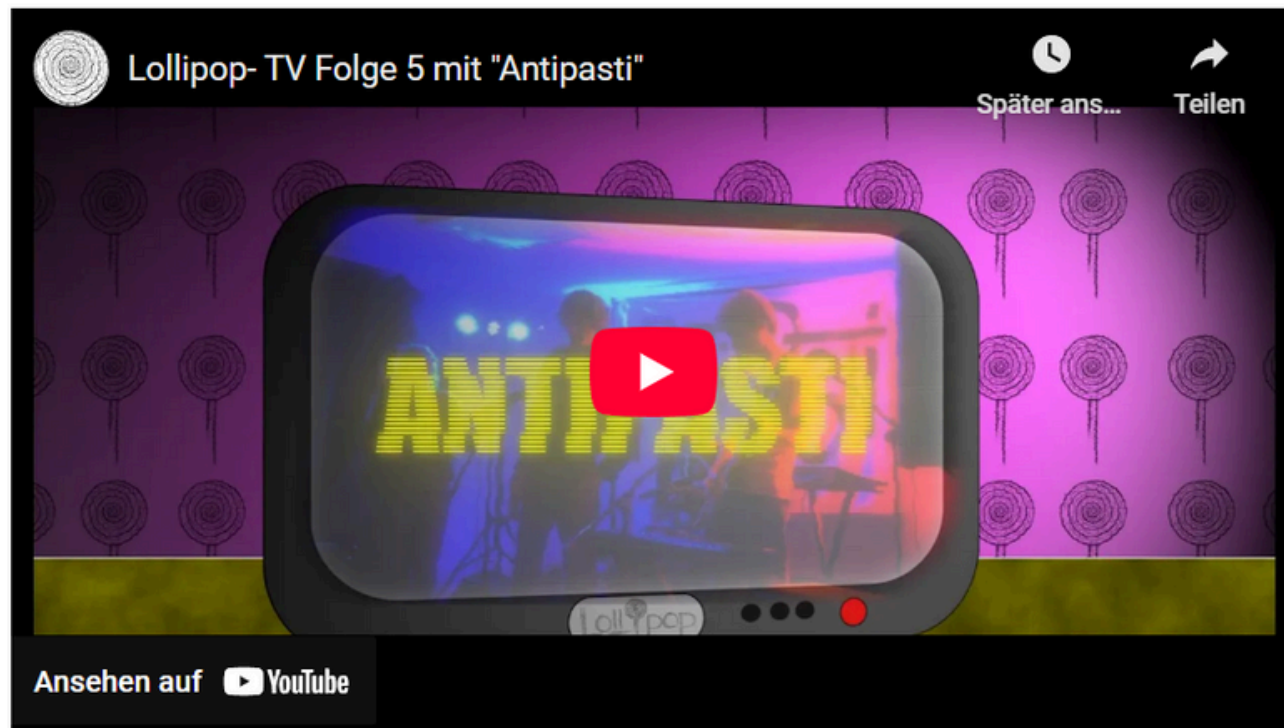 Lollipop- TV Folge 5 mit "Antipasti"
Später ans...
Teilen
ANTIPASTI
Lollipop
Ansehen auf YouTube